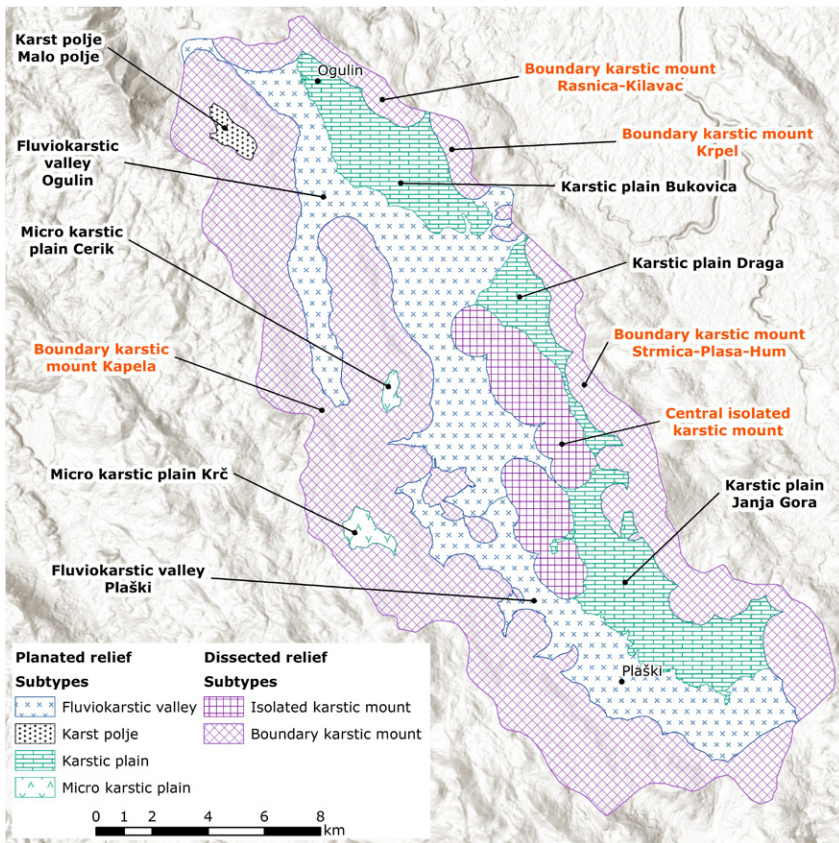 Karst polje
Malo polje
Ogulin
Boundary karstic mount
Rasnica-Kilavac
Boundary karstic mount
Krpel
Fluviokarstic
valley
Ogulin
Karstic plain Bukovica
Micro karstic
plain Cerik
Karstic plain Draga
Boundary karstic
mount Kapela
Boundary karstic mount
Strmica-Plasa-Hum
Central isolated
karstic mount
Micro karstic plain Krč
Karstic plain
Janja Gora
Fluviokarstic valley
Plaški
Plaški
Planated relief
Subtypes
Fluviokarstic valley
Karst polje
Karstic plain
Micro karstic plain
Dissected relief
Subtypes
Isolated karstic mount
Boundary karstic mount
0 1 2 4 6 8
km